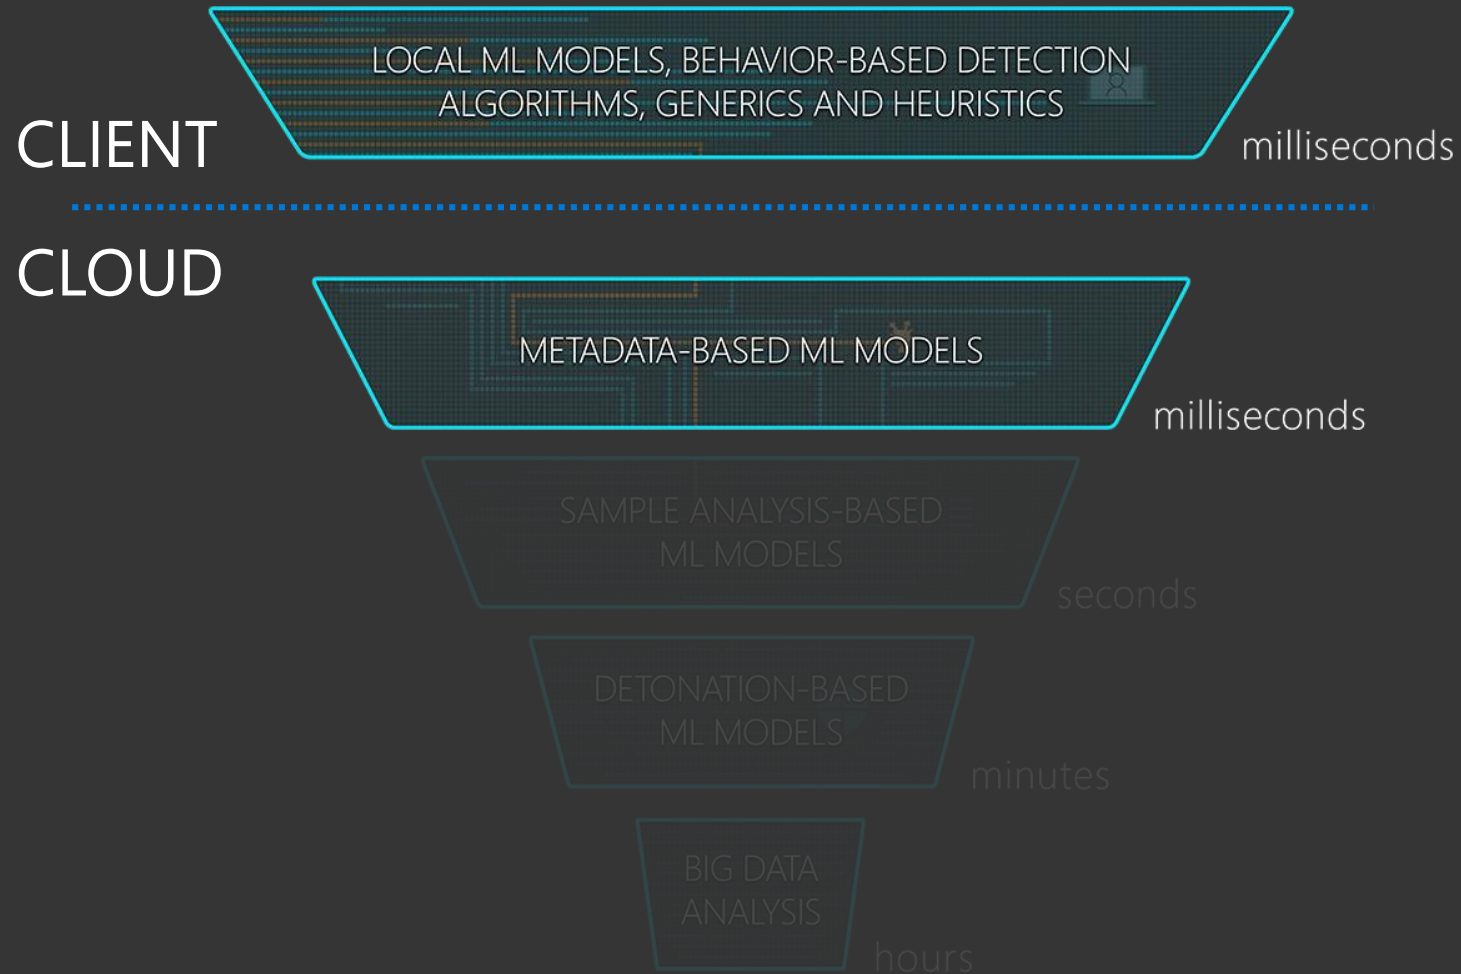 LOCAL ML MODELS, BEHAVIOR-BASED DETECTION
ALGORITHMS, GENERICS AND HEURISTICS
CLIENT
milliseconds
CLOUD
METADATA-BASED ML MODELS
milliseconds
SAMPLE ANALYSIS-BASED
ML MODELS
seconds
DETONATION-BASED
ML MODELS
minutes
BIG DATA
ANALYSIS
hours